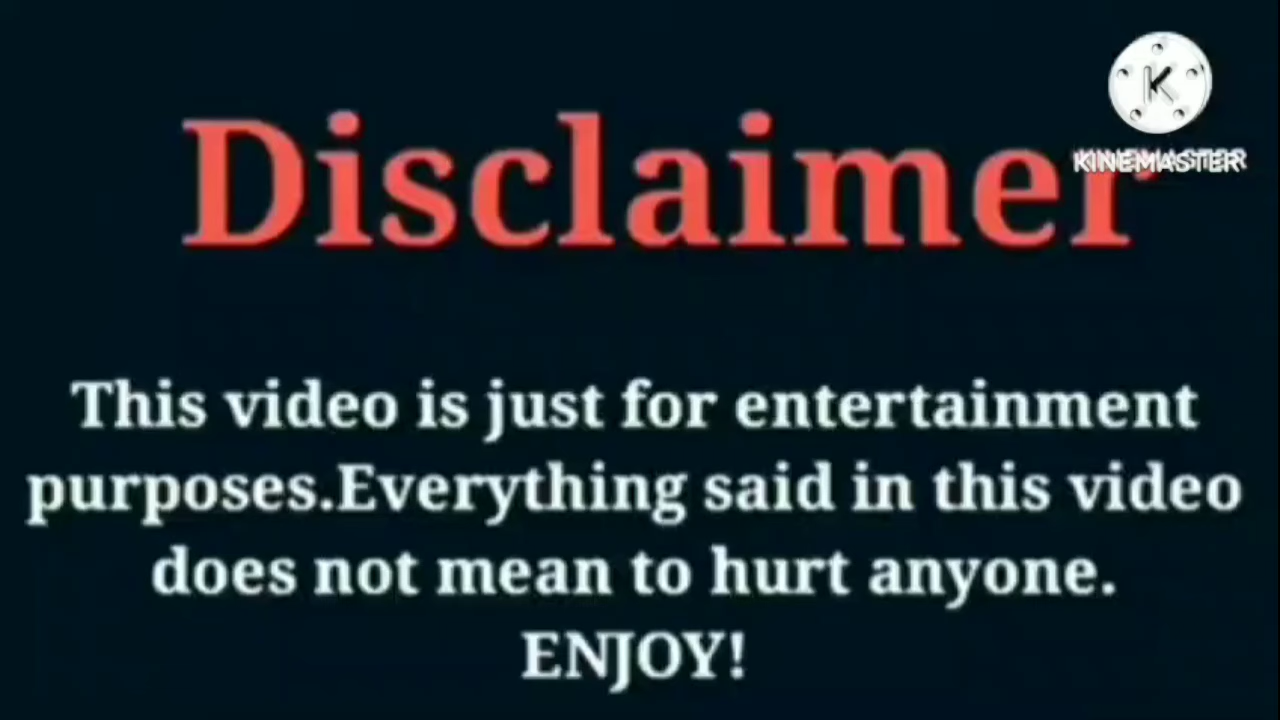 K
KINEMASTER
Disclaimer
This video is just for entertainment
purposes.Everything said in this video
does not mean to hurt anyone.
ENJOY!